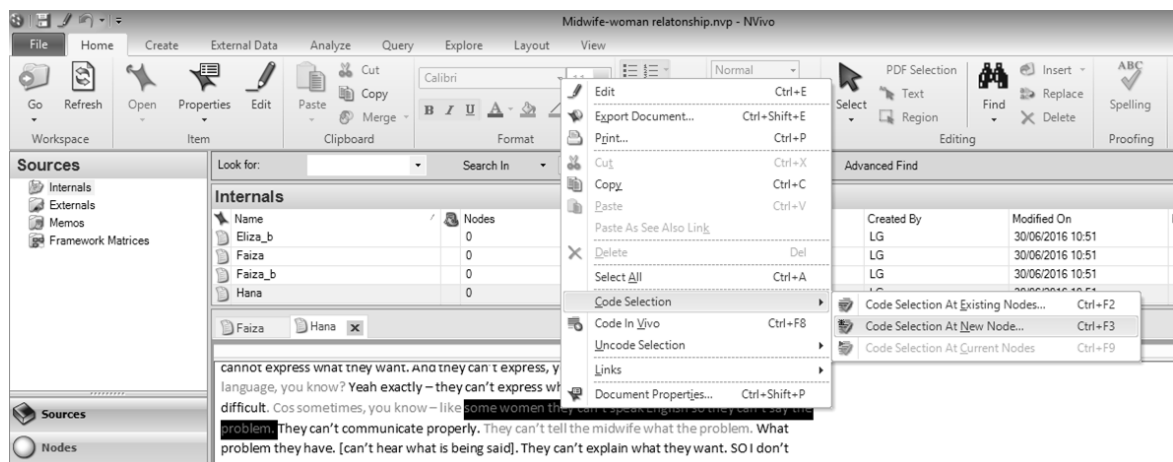 Midwife-woman relatonship.nvp - NVivo
File Home Create External Data Analyze Query Explore Layout View
Go Refresh Open Properties Edit Paste Cut Copy Merge Calibri Normal Select PDF Selection Text Region Find Insert Replace Delete ABC Spelling
B I U A
Workspace Item Clipboard Format Editing Proofing
Sources
Internals
Externals
Memos
Framework Matrices
Sources
Nodes
Look for: Search In Advanced Find
Internals
Name Nodes Created By Modified On
Eliza_b 0 LG 30/06/2016 10:51
Faiza 0 LG 30/06/2016 10:51
Faiza_b 0 LG 30/06/2016 10:51
Hana 0 LG 30/06/2016 10:51
Faiza Hana x
Edit Ctrl+E
Export Document... Ctrl+Shift+E
Print... Ctrl+P
Cut Ctrl+X
Copy Ctrl+C
Paste Ctrl+V
Paste As See Also Link
Delete Del
Select All Ctrl+A
Code Selection
Code In Vivo Ctrl+F8
Uncode Selection
Links
Document Properties... Ctrl+Shift+P
Code Selection At Existing Nodes... Ctrl+F2
Code Selection At New Node... Ctrl+F3
Code Selection At Current Nodes Ctrl+F9
cannot express what they want. And they can't express, y
language, you know? Yeah exactly – they can't express wh
difficult. Cos sometimes, you know – like some women they can't speak English so they can't say the
problem. They can't communicate properly. They can't tell the midwife what the problem. What
problem they have. [can't hear what is being said]. They can't explain what they want. SO I don't